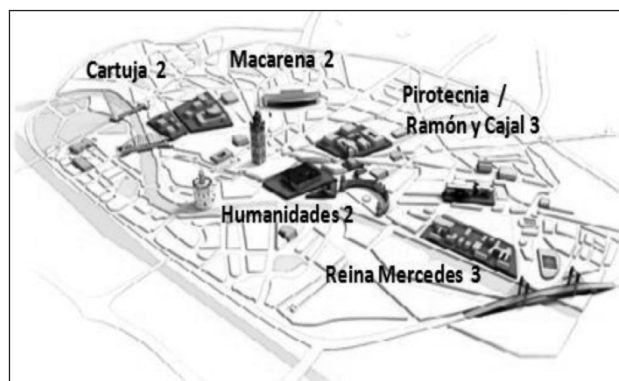 Cartuja 2
Macarena 2
Pirotecnia /
Ramón y Cajal 3
Humanidades 2
Reina Mercedes 3